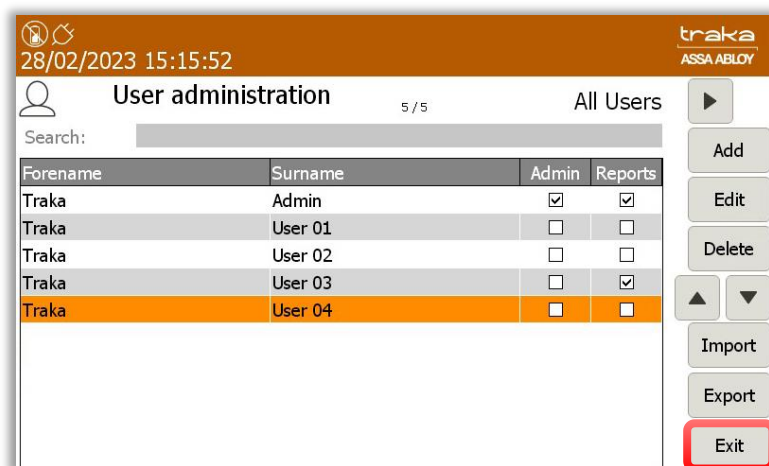 traka
28/02/2023 15:15:52
ASSA ABLOY
User administration 5/5 All Users
Search:
Add
Forename Surname Admin Reports
Traka Admin
Edit
Traka User 01
Traka User 02
Delete
Traka User 03
Traka User 04
Import
Export
Exit